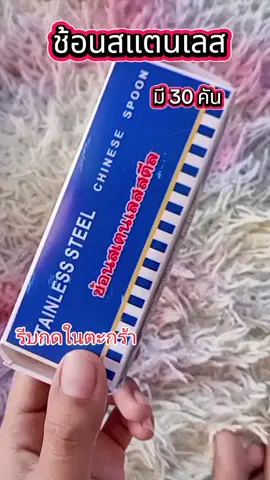 ช้อนสแตนเลส
มี 30 คัน
STAINLESS STEEL
CHINESE SPOON
ช้อนสเตนเลสสตีล
รีบกดในตะกร้า